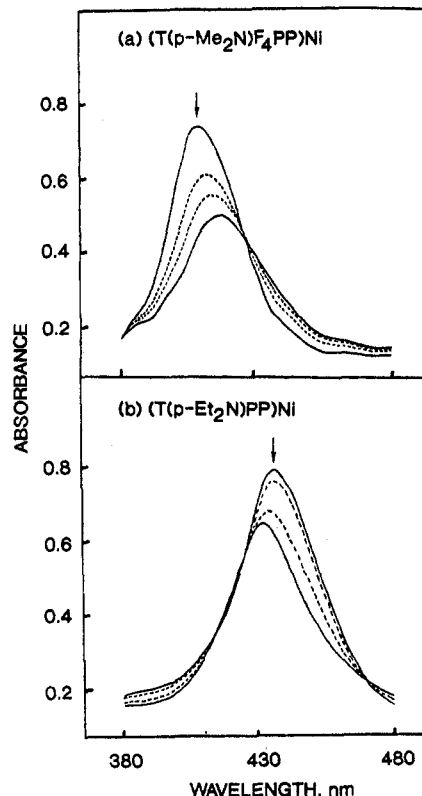 (a) (T(p-Me2N)F4PP)Ni
0.8
0.6
0.4
0.2
ABSORBANCE
(b) (T(p-Et2N)PP)Ni
0.8
0.6
0.4
0.2
380 430 480
WAVELENGTH, nm